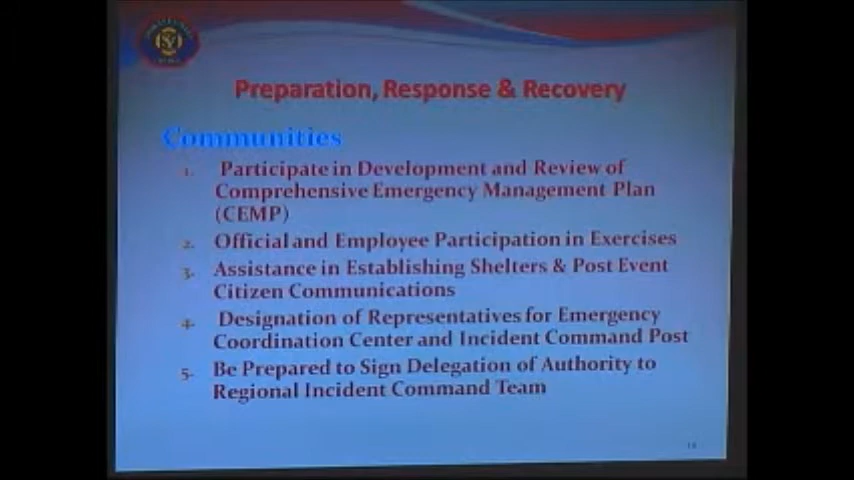 Preparation, Response & Recovery
Communities
1. Participate in Development and Review of
Comprehensive Emergency Management Plan
(CEMP)
2. Official and Employee Participation in Exercises
3. Assistance in Establishing Shelters & Post Event
Citizen Communications
4. Designation of Representatives for Emergency
Coordination Center and Incident Command Post
5. Be Prepared to Sign Delegation of Authority to
Regional Incident Command Team